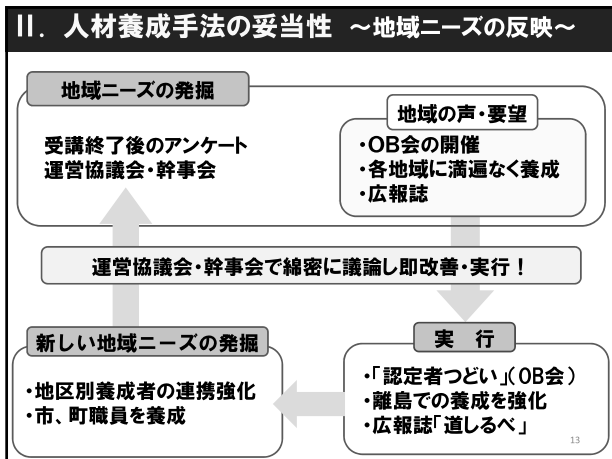 Ⅱ. 人材養成手法の妥当性 ~地域ニーズの反映~
地域ニーズの発掘
受講終了後のアンケート
運営協議会・幹事会
地域の声・要望
・OB会の開催
・各地域に満遍なく養成
・広報誌
運営協議会・幹事会で綿密に議論し即改善・実行!
新しい地域ニーズの発掘
・地区別養成者の連携強化
・市、町職員を養成
実 行
・「認定者つどい」(OB会)
・離島での養成を強化
・広報誌「道しるべ」
13